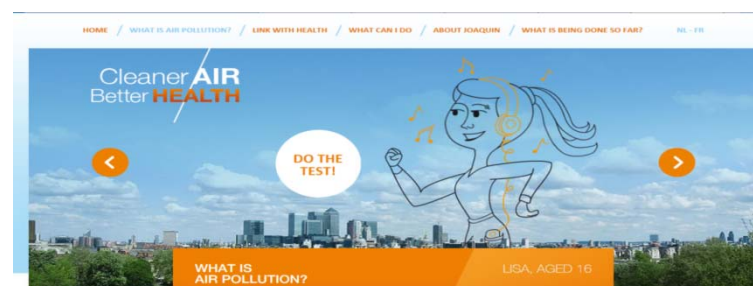 HOME / WHAT IS AIR POLLUTION? / LINK WITH HEALTH / WHAT CAN I DO / ABOUT JOAQUIN / WHAT IS BEING DONE SO FAR? NL - FR
Cleaner AIR
Better HEALTH
DO THE
TEST!
WHAT IS
AIR POLLUTION?
LISA, AGED 16